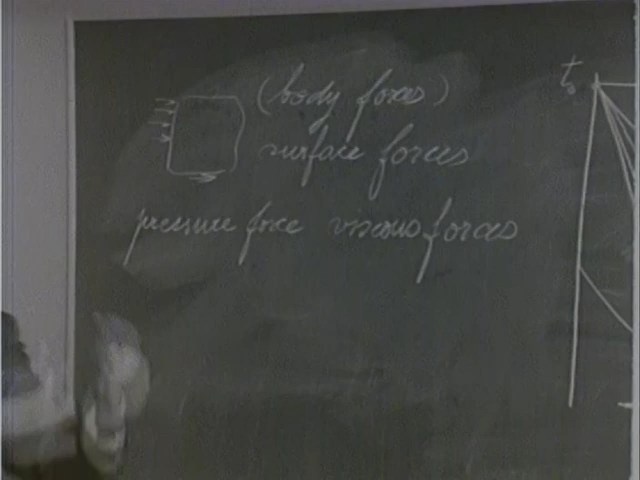 (body forces)
surface forces
pressure force viscous forces
t₀